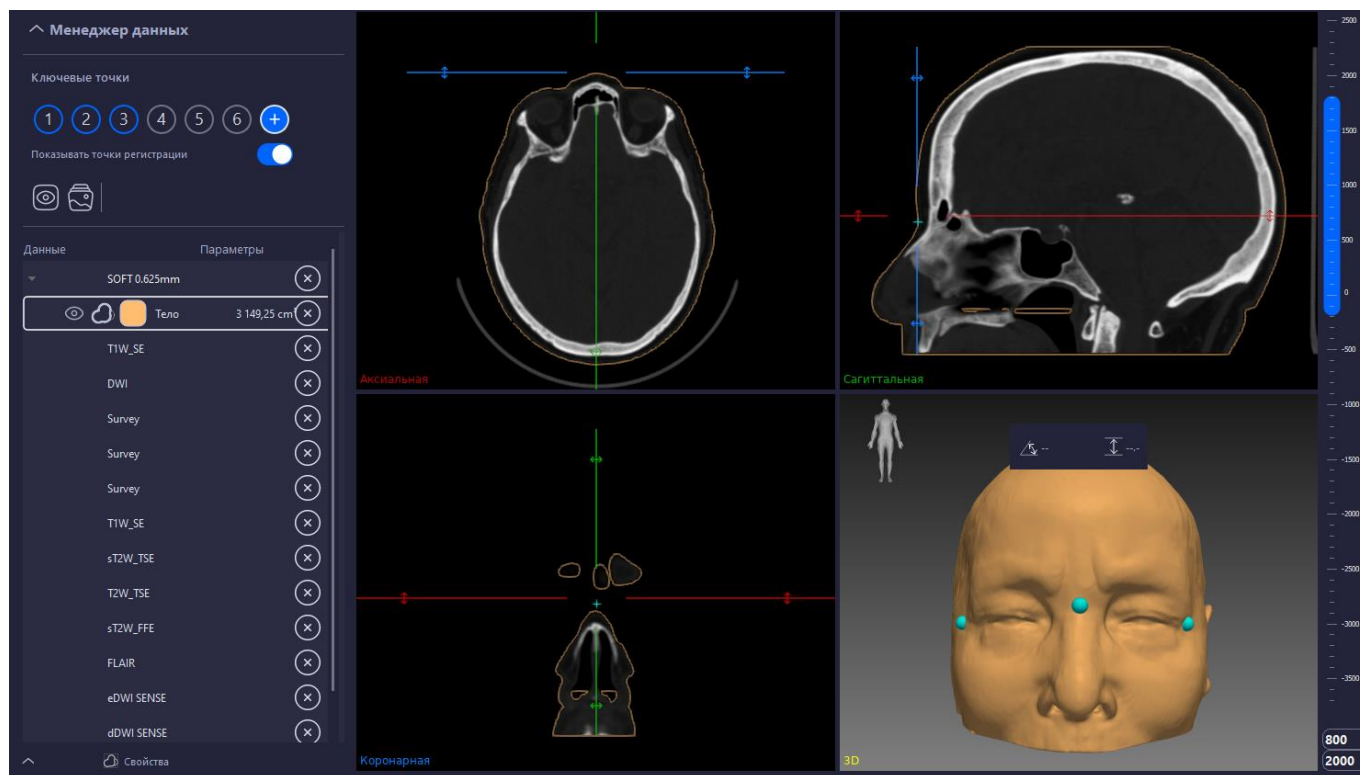 Менеджер данных
Ключевые точки
1 2 3 4 5 6 +
Показывать точки регистрации
Данные Параметры
SOFT 0.625mm
Тело 3 149,25 cm
T1W_SE
DWI
Survey
Survey
Survey
T1W_SE
sT2W_TSE
T2W_TSE
sT2W_FFE
FLAIR
eDWI SENSE
dDWI SENSE
Свойства
Аксиальная
Сагиттальная
Коронарная
3D
-- --,-
2500
2000
1500
1000
500
0
-500
-1000
-1500
-2000
-2500
-3000
-3500
800
2000